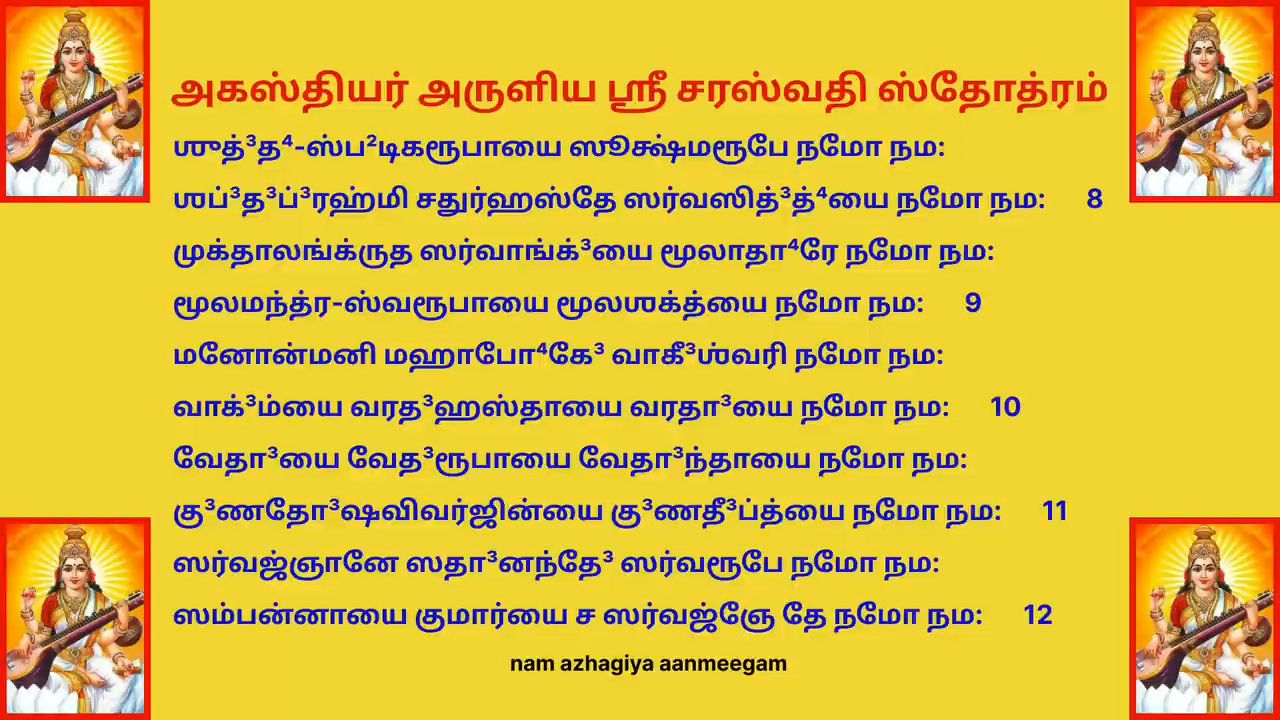 அகஸ்தியர் அருளிய ஸ்ரீ சரஸ்வதி ஸ்தோத்ரம்
ஶுத்³த⁴-ஸ்ப²டிகரூபாயை ஸூக்ஷ்மரூபே நமோ நம:
ஶப்³த³ப்³ரஹ்மி சதுர்ஹஸ்தே ஸர்வஸித்³த்⁴யை நமோ நம: 8
முக்தாலங்க்ருத ஸர்வாங்க்³யை மூலாதா⁴ரே நமோ நம:
மூலமந்த்ர-ஸ்வரூபாயை மூலஶக்த்யை நமோ நம: 9
மனோன்மனி மஹாபோ⁴கே³ வாகீ³ஶ்வரி நமோ நம:
வாக்³ம்யை வரத³ஹஸ்தாயை வரதா³யை நமோ நம: 10
வேதா³யை வேத³ரூபாயை வேதா³ந்தாயை நமோ நம:
கு³ணதோ³ஷவிவர்ஜின்யை கு³ணதீ³ப்த்யை நமோ நம: 11
ஸர்வஜ்ஞானே ஸதா³னந்தே³ ஸர்வரூபே நமோ நம:
ஸம்பன்னாயை குமார்யை ச ஸர்வஜ்ஞே தே நமோ நம: 12
nam azhagiya aanmeegam